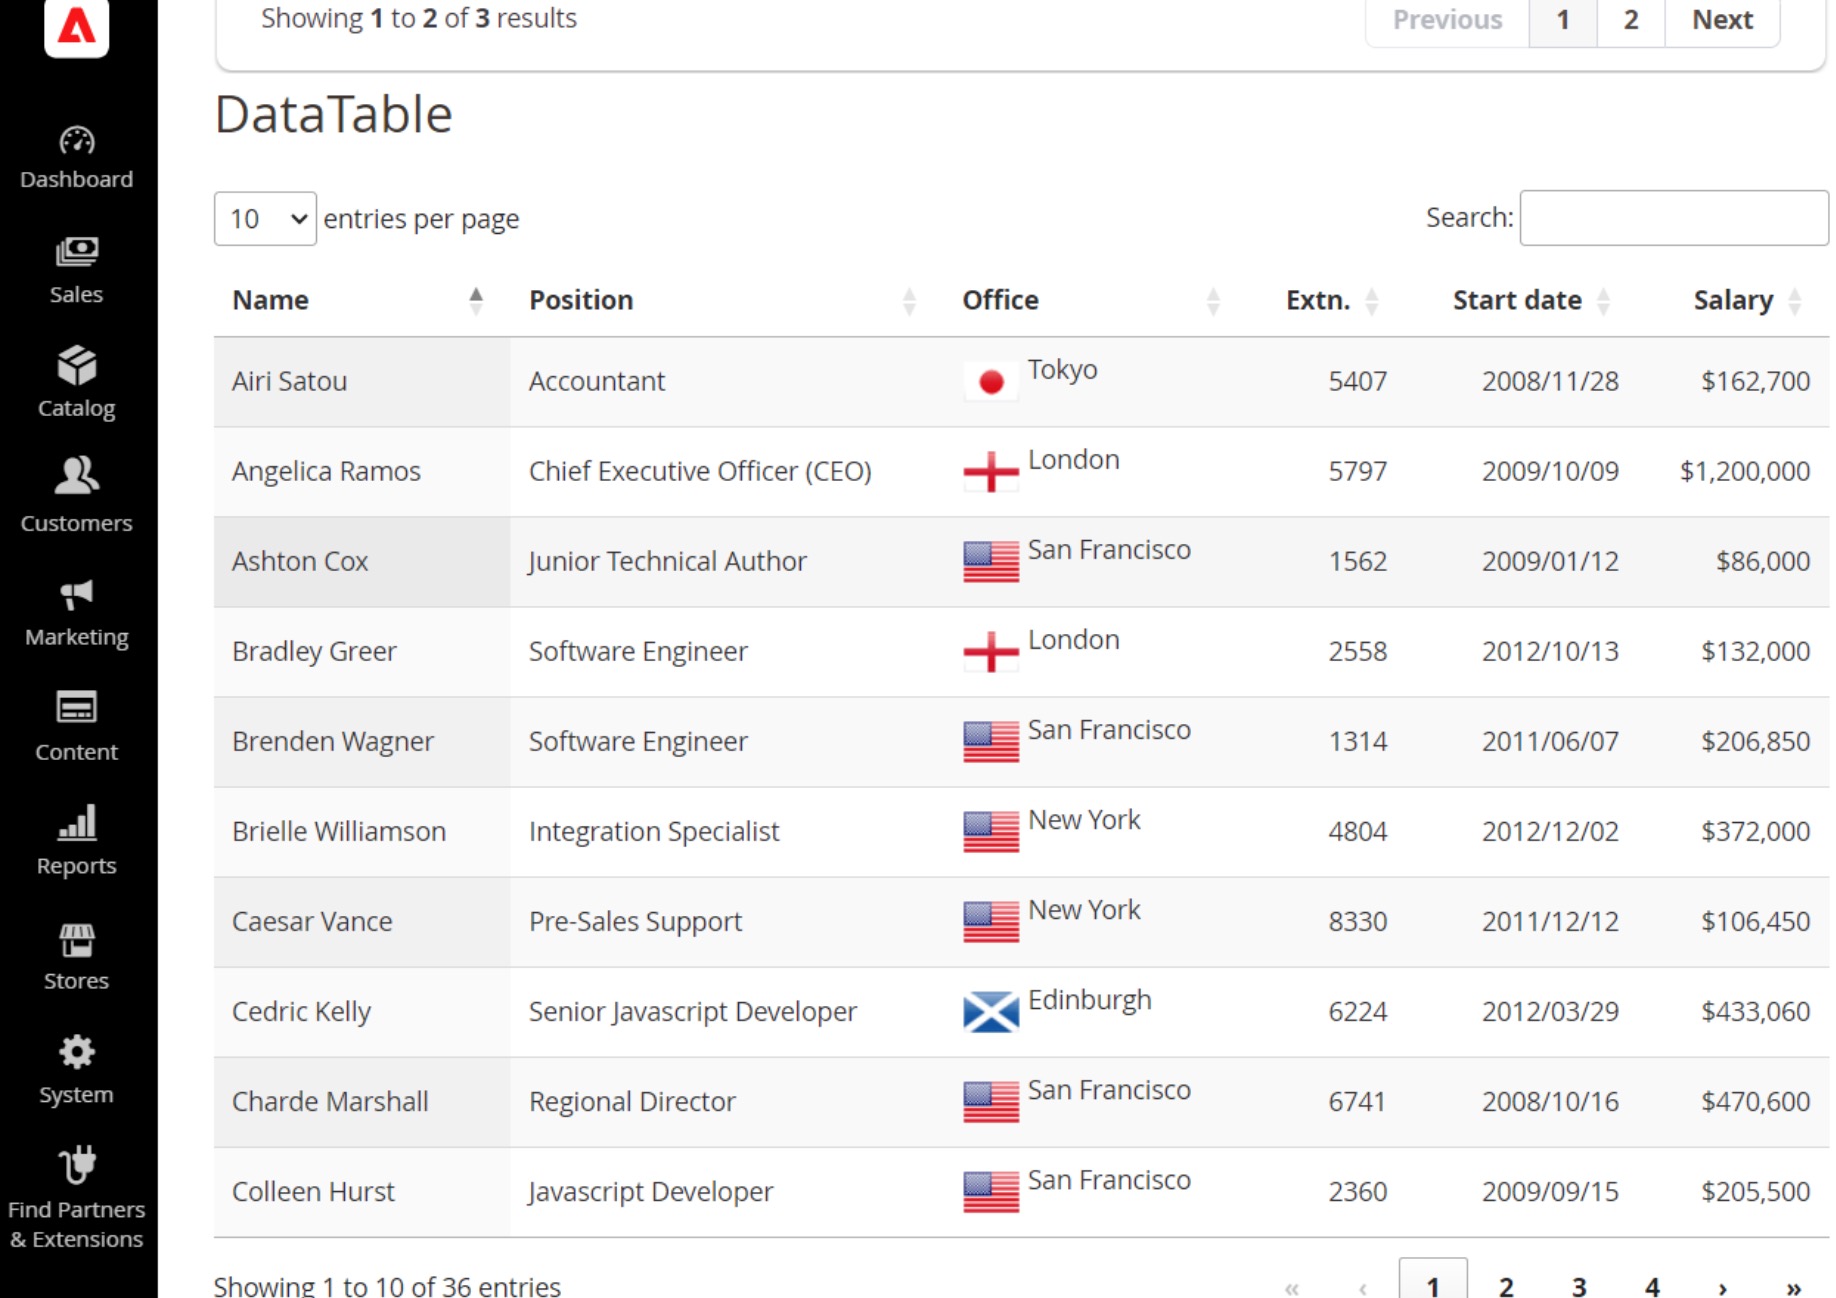 Showing 1 to 2 of 3 results
Previous 1 2 Next
DataTable
10 entries per page
Search:
Name Position Office Extn. Start date Salary
Airi Satou Accountant Tokyo 5407 2008/11/28 $162,700
Angelica Ramos Chief Executive Officer (CEO) London 5797 2009/10/09 $1,200,000
Ashton Cox Junior Technical Author San Francisco 1562 2009/01/12 $86,000
Bradley Greer Software Engineer London 2558 2012/10/13 $132,000
Brenden Wagner Software Engineer San Francisco 1314 2011/06/07 $206,850
Brielle Williamson Integration Specialist New York 4804 2012/12/02 $372,000
Caesar Vance Pre-Sales Support New York 8330 2011/12/12 $106,450
Cedric Kelly Senior Javascript Developer Edinburgh 6224 2012/03/29 $433,060
Charde Marshall Regional Director San Francisco 6741 2008/10/16 $470,600
Colleen Hurst Javascript Developer San Francisco 2360 2009/09/15 $205,500
Showing 1 to 10 of 36 entries
« ‹ 1 2 3 4 › »
Dashboard
Sales
Catalog
Customers
Marketing
Content
Reports
Stores
System
Find Partners
& Extensions